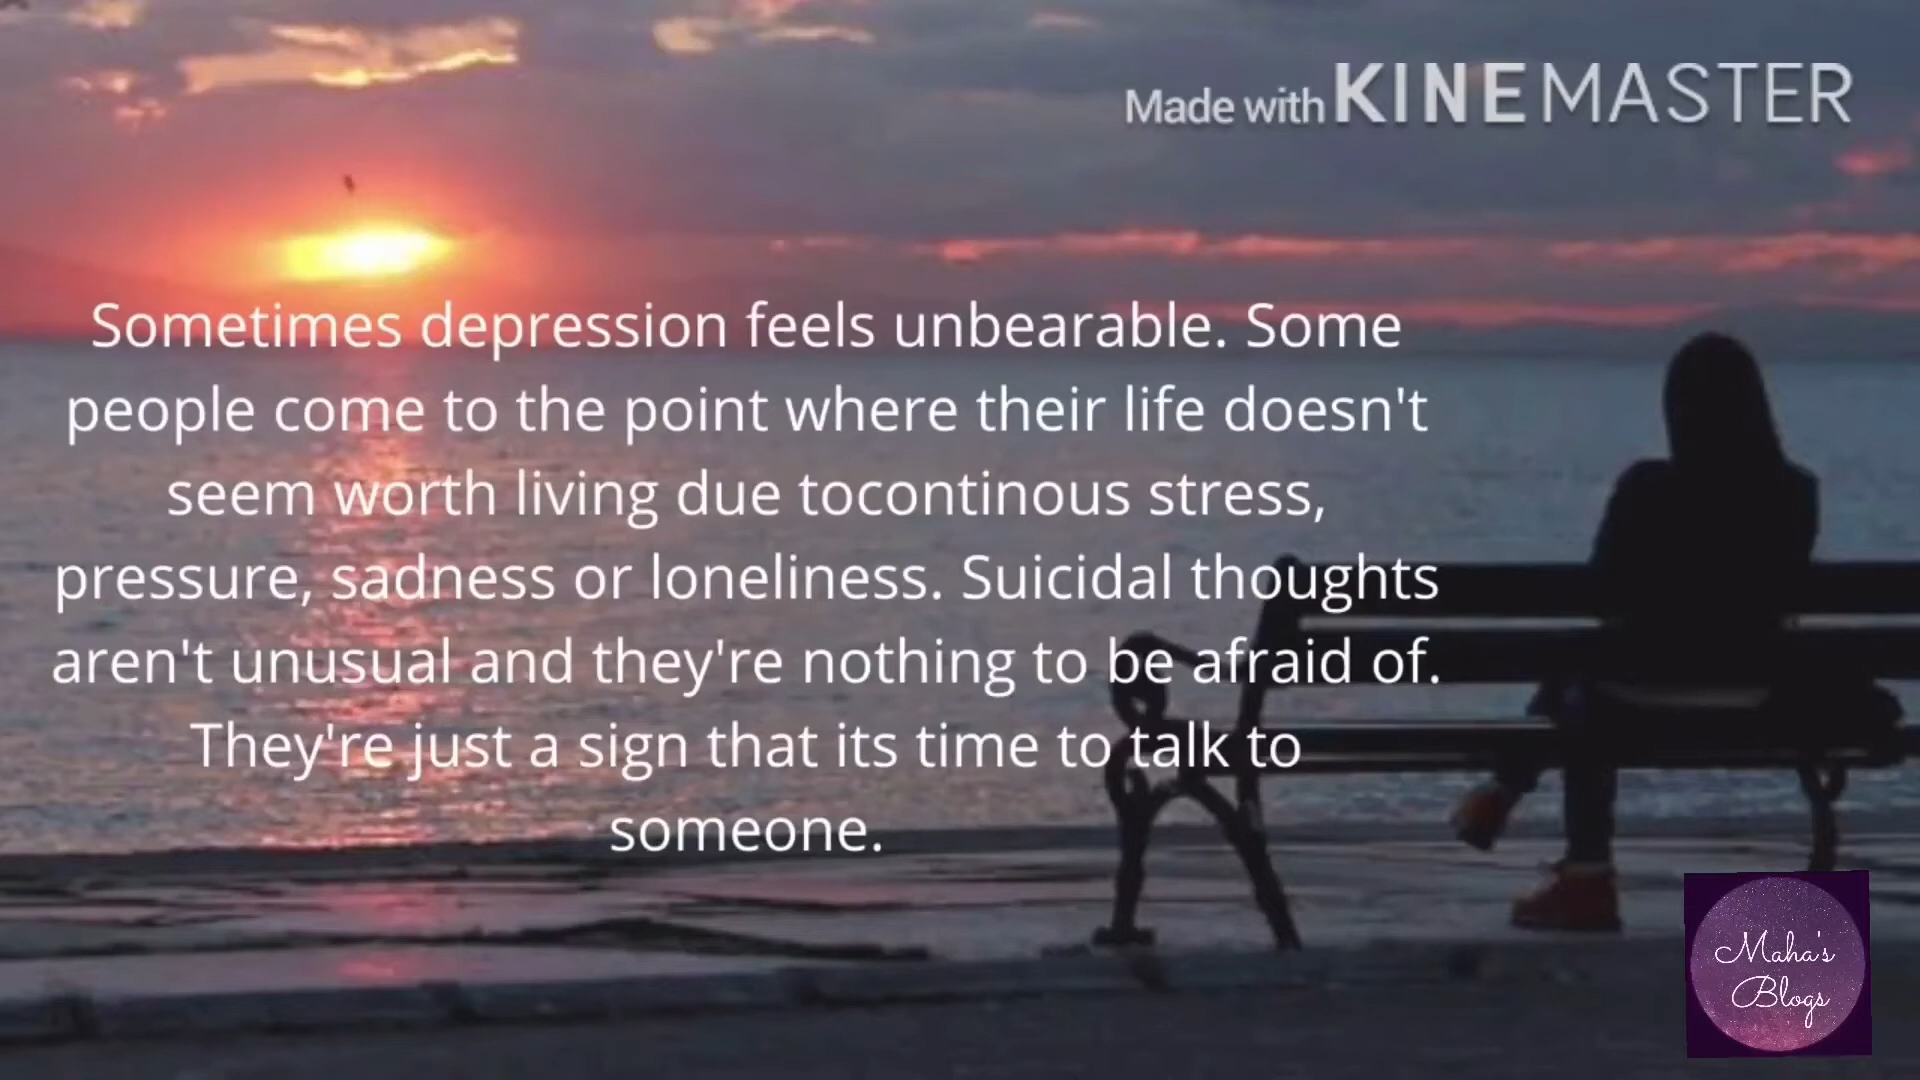 Made with KINEMASTER
Sometimes depression feels unbearable. Some
people come to the point where their life doesn't
seem worth living due tocontinous stress,
pressure, sadness or loneliness. Suicidal thoughts
aren't unusual and they're nothing to be afraid of.
They're just a sign that its time to talk to
someone.
Maha's
Blogs